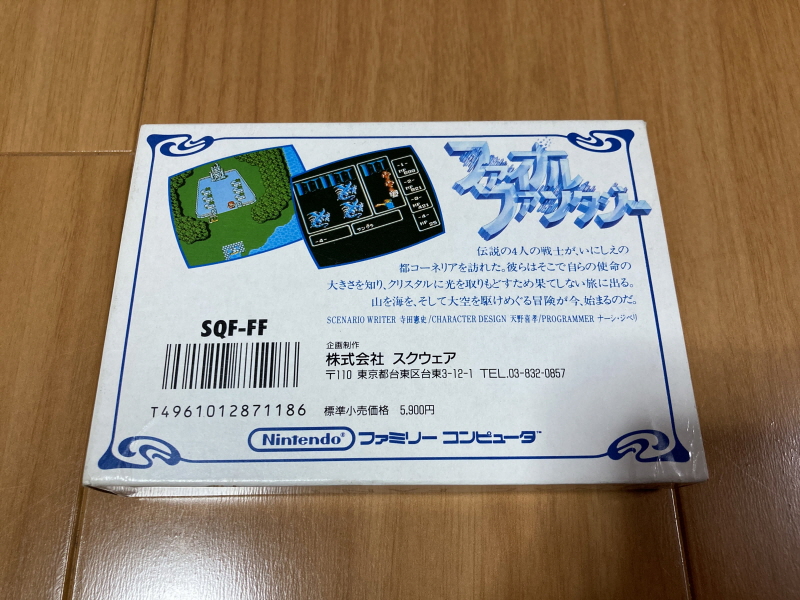 ファイナル
ファンタジー
伝説の4人の戦士が、いにしえの
都コーネリアを訪れた。彼らはそこで自らの使命の
大きさを知り、クリスタルに光を取りもどすため果てしない旅に出る。
山を海を、そして大空を駆けめぐる冒険が今、始まるのだ。
SCENARIO WRITER 寺田憲史/CHARACTER DESIGN 天野喜孝/PROGRAMMER ナーシ・ジベリ
SQF-FF
企画制作
株式会社 スクウェア
〒110 東京都台東区台東3-12-1 TEL.03-832-0857
T4961012871186
標準小売価格 5,900円
Nintendo® ファミリー コンピュータ™